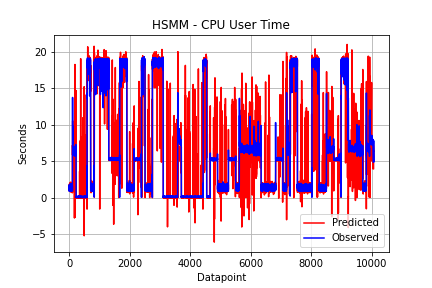 HSMM - CPU User Time
20
15
10
5
0
−5
Seconds
0
2000
4000
6000
8000
10000
Datapoint
Predicted
Observed